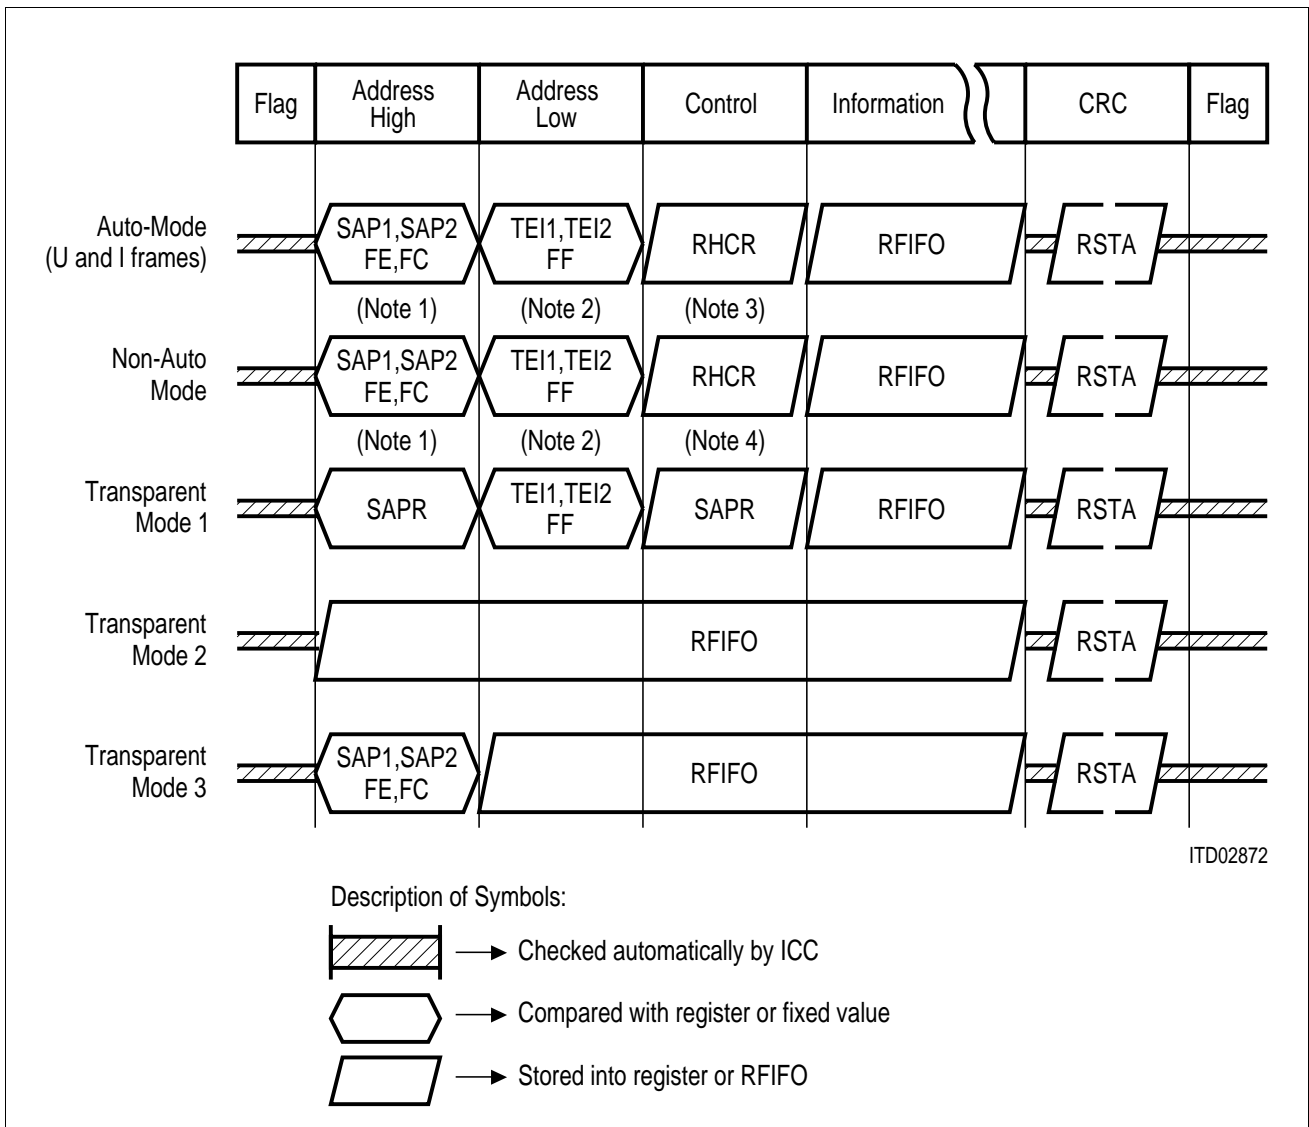 Flag
Address
High
Address
Low
Control
Information
CRC
Flag
Auto-Mode
(U and I frames)
SAP1,SAP2
FE,FC
TEI1,TEI2
FF
RHCR
RFIFO
RSTA
(Note 1)
(Note 2)
(Note 3)
Non-Auto
Mode
SAP1,SAP2
FE,FC
TEI1,TEI2
FF
RHCR
RFIFO
RSTA
(Note 1)
(Note 2)
(Note 4)
Transparent
Mode 1
SAPR
TEI1,TEI2
FF
SAPR
RFIFO
RSTA
Transparent
Mode 2
RFIFO
RSTA
Transparent
Mode 3
SAP1,SAP2
FE,FC
RFIFO
RSTA
ITD02872
Description of Symbols:
Checked automatically by ICC
Compared with register or fixed value
Stored into register or RFIFO